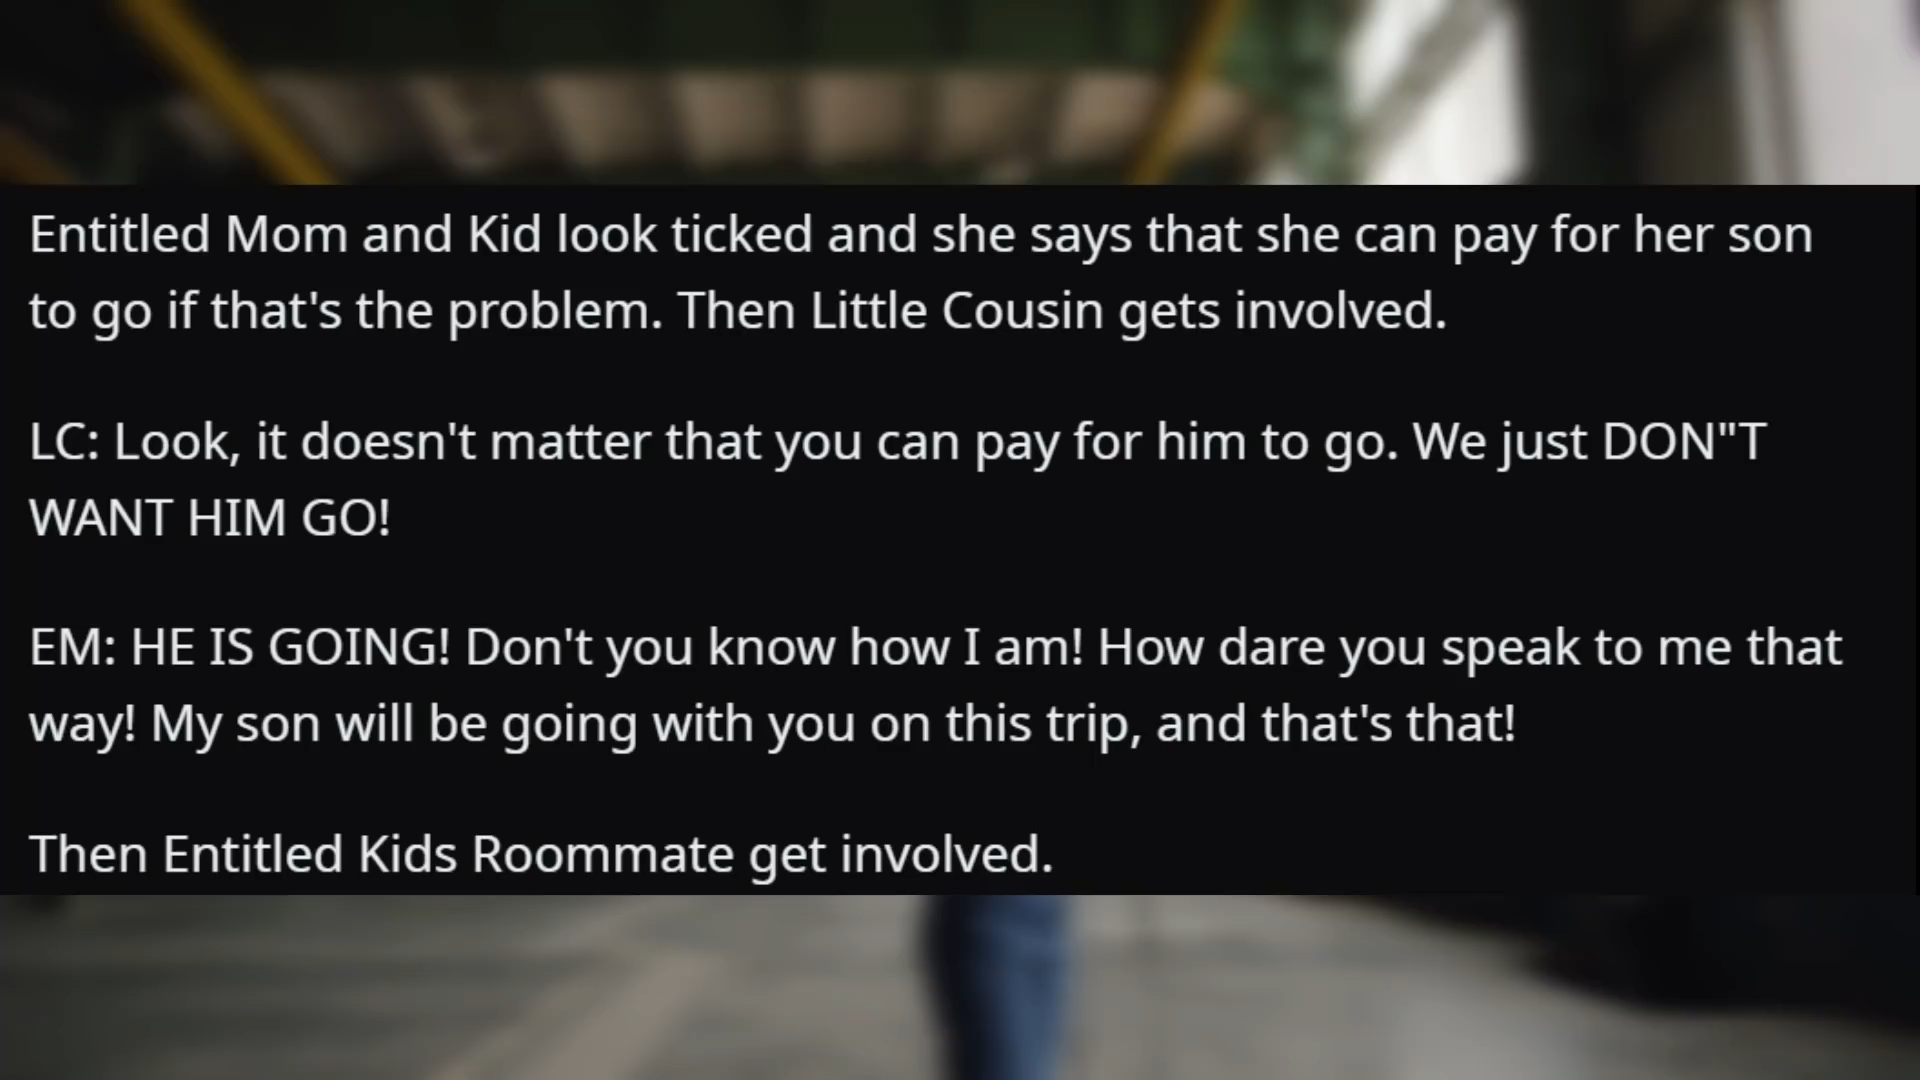 Entitled Mom and Kid look ticked and she says that she can pay for her son
to go if that's the problem. Then Little Cousin gets involved.
LC: Look, it doesn't matter that you can pay for him to go. We just DON"T
WANT HIM GO!
EM: HE IS GOING! Don't you know how I am! How dare you speak to me that
way! My son will be going with you on this trip, and that's that!
Then Entitled Kids Roommate get involved.